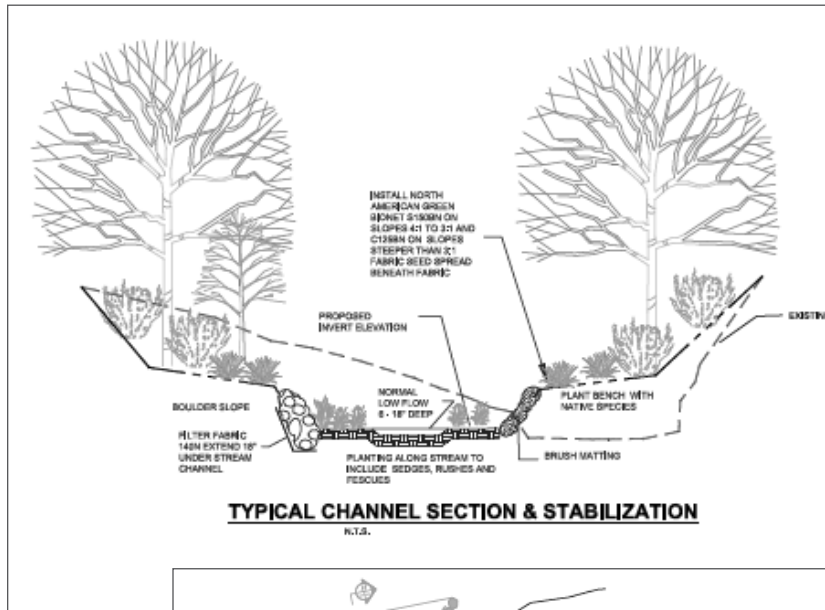 INSTALL NORTH
AMERICAN GREEN
BIONET S150BN ON
SLOPES 4:1 TO 3:1 AND
C125BN ON SLOPES
STEEPER THAN 3:1
FABRIC SEED SPREAD
BENEATH FABRIC
PROPOSED
INVERT ELEVATION
EXISTIN
NORMAL
LOW FLOW
6 - 18" DEEP
BOULDER SLOPE
PLANT BENCH WITH
NATIVE SPECIES
FILTER FABRIC
140N EXTEND 18"
UNDER STREAM
CHANNEL
PLANTING ALONG STREAM TO
INCLUDE SEDGES, RUSHES AND
FESCUES
BRUSH MATTING
TYPICAL CHANNEL SECTION & STABILIZATION
N.T.S.